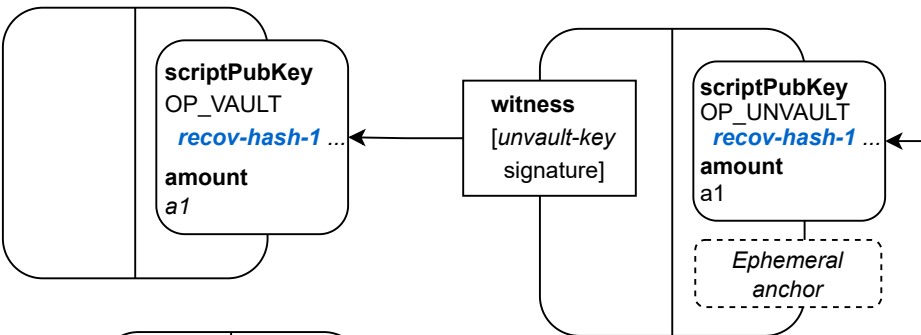 scriptPubKey
OP_VAULT
recov-hash-1 ...
amount
a1
witness
[unvault-key
signature]
scriptPubKey
OP_UNVAULT
recov-hash-1 ...
amount
a1
Ephemeral
anchor